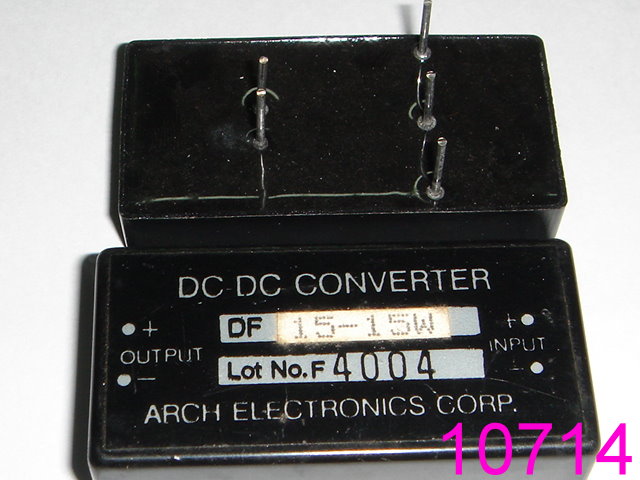 DC-DC CONVERTER
+ DF 15-15W +
OUTPUT INPUT
- Lot No.F 4004 -
ARCH ELECTRONICS CORP.
10714